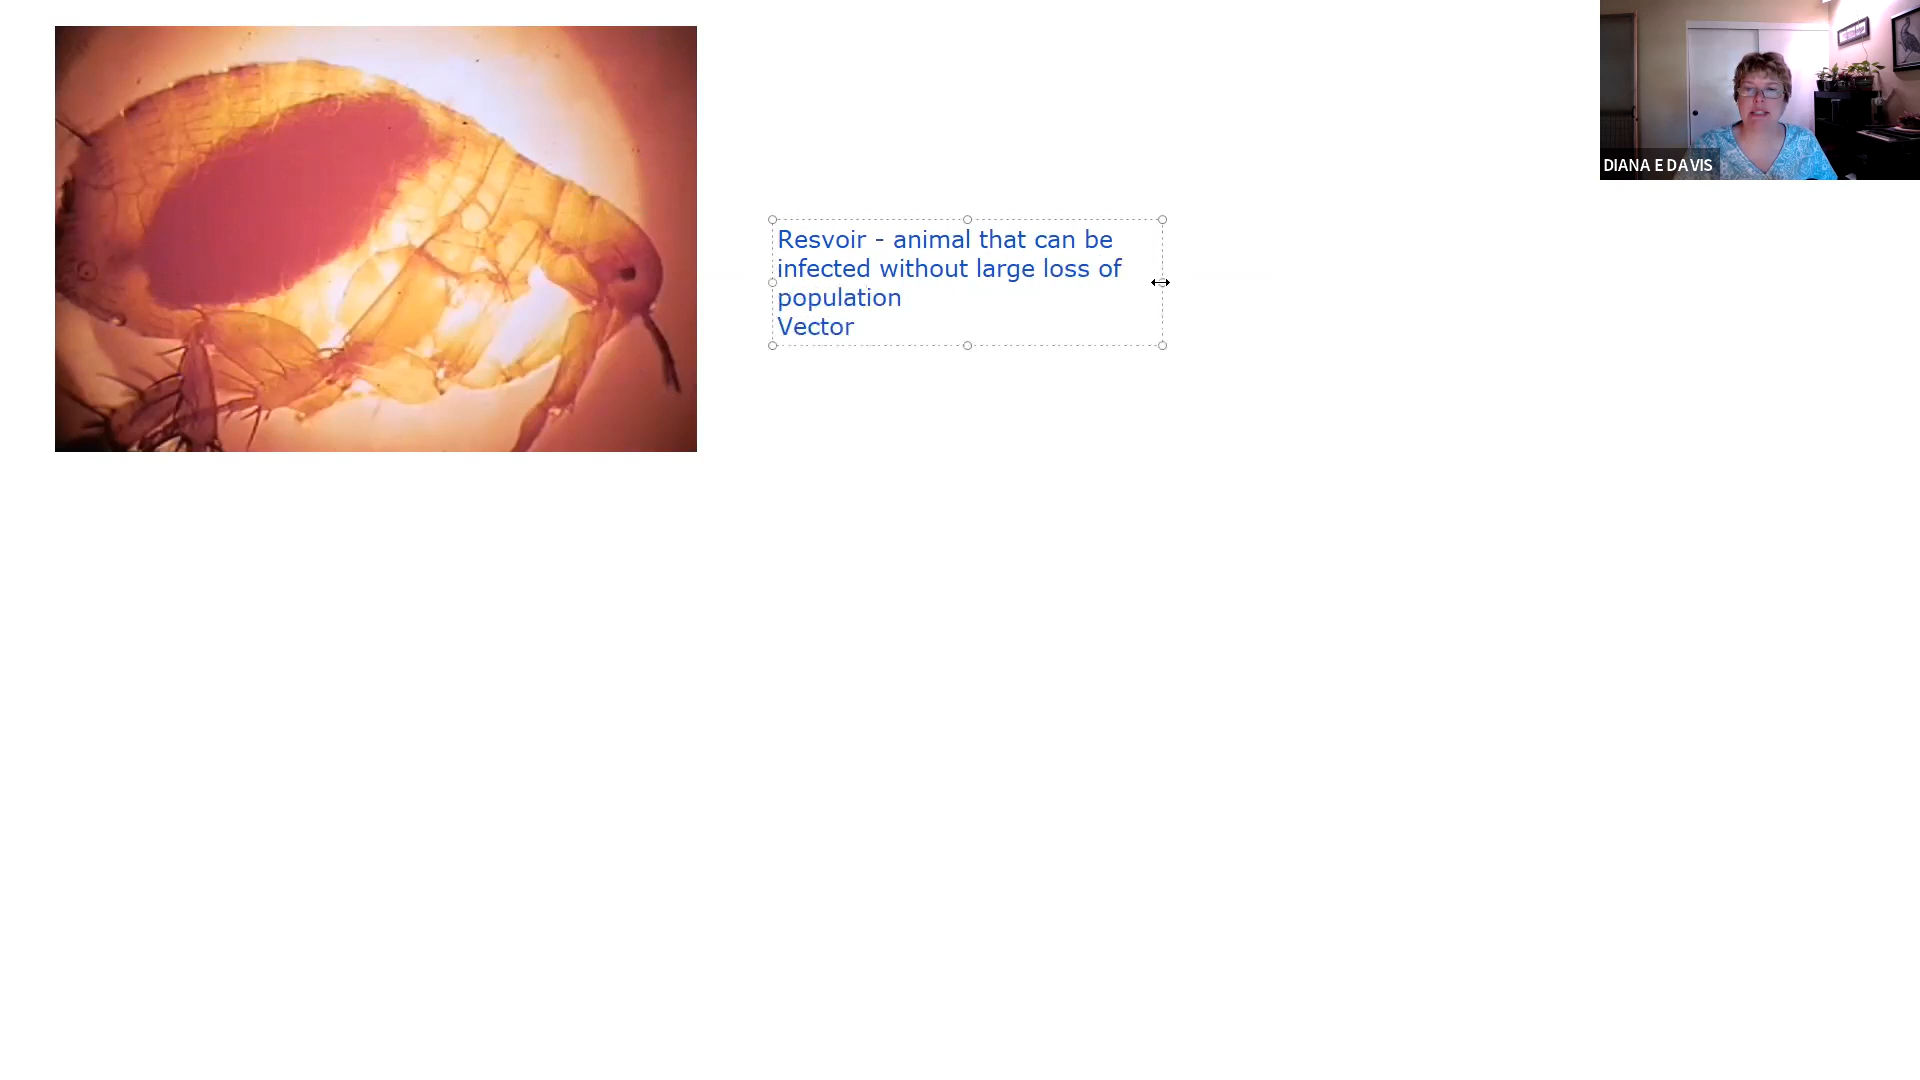 Resvoir - animal that can be
infected without large loss of
population
Vector
DIANA E DAVIS